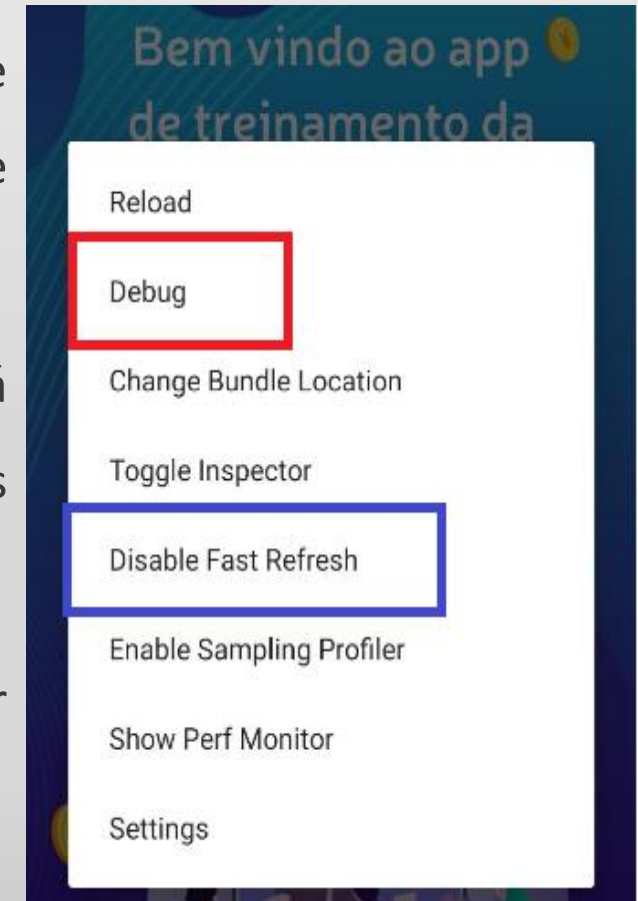 Bem vindo ao app
de treinamento da
Reload
Debug
Change Bundle Location
Toggle Inspector
Disable Fast Refresh
Enable Sampling Profiler
Show Perf Monitor
Settings